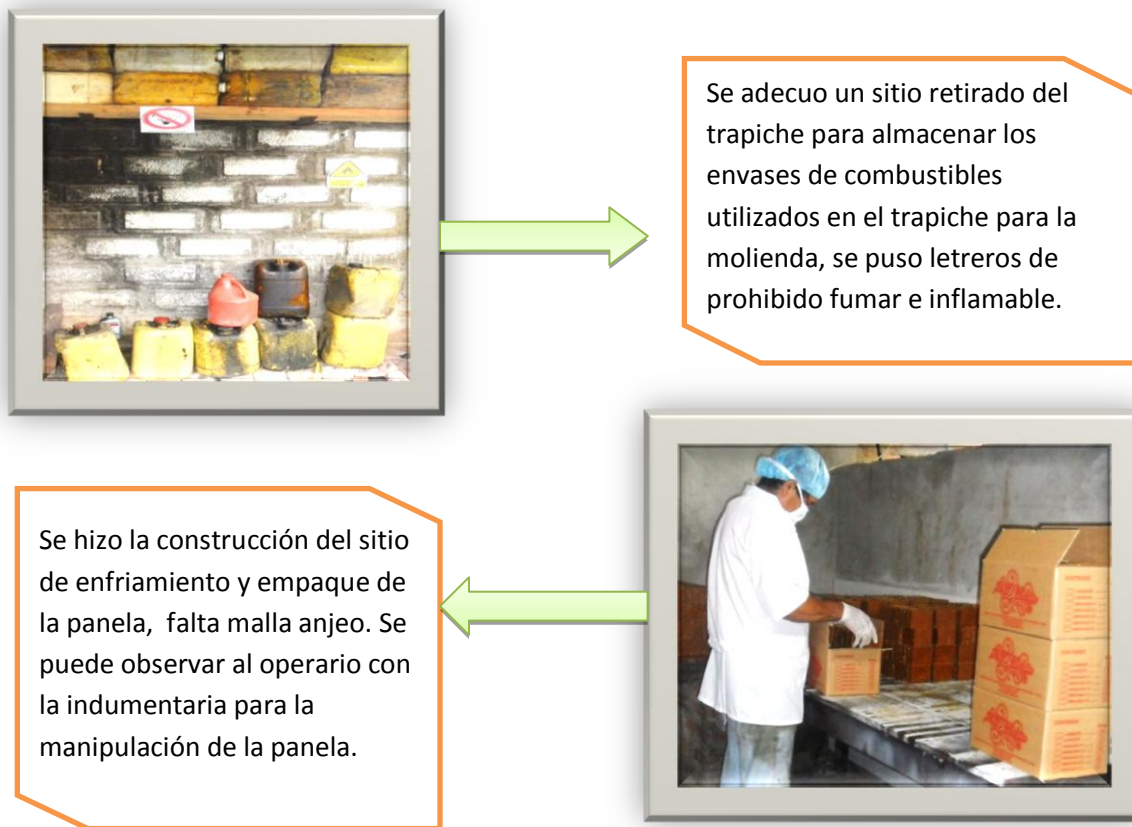 Se adecuo un sitio retirado del
trapiche para almacenar los
envases de combustibles
utilizados en el trapiche para la
molienda, se puso letreros de
prohibido fumar e inflamable.
Se hizo la construcción del sitio
de enfriamiento y empaque de
la panela,  falta malla anjeo. Se
puede observar al operario con
la indumentaria para la
manipulación de la panela.